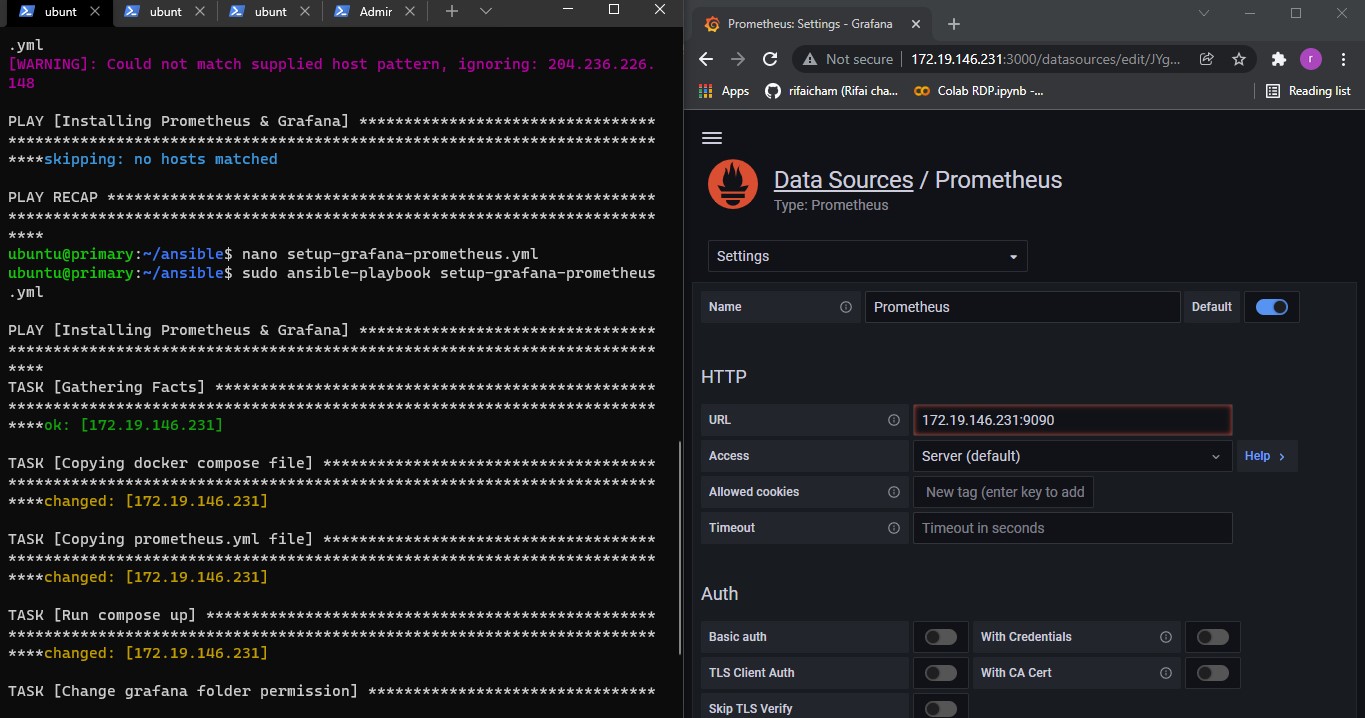 ubunt
ubunt
ubunt
Admir
.yml
[WARNING]: Could not match supplied host pattern, ignoring: 204.236.226.
148
PLAY [Installing Prometheus & Grafana] *********************************
************************************************************************
****skipping: no hosts matched
PLAY RECAP *************************************************************
************************************************************************
****
ubuntu@primary:~/ansible$ nano setup-grafana-prometheus.yml
ubuntu@primary:~/ansible$ sudo ansible-playbook setup-grafana-prometheus
.yml
PLAY [Installing Prometheus & Grafana] *********************************
************************************************************************
****
TASK [Gathering Facts] *************************************************
************************************************************************
****ok: [172.19.146.231]
TASK [Copying docker compose file] *************************************
************************************************************************
****changed: [172.19.146.231]
TASK [Copying prometheus.yml file] *************************************
************************************************************************
****changed: [172.19.146.231]
TASK [Run compose up] **************************************************
************************************************************************
****changed: [172.19.146.231]
TASK [Change grafana folder permission] ********************************
Prometheus: Settings - Grafana
Not secure
172.19.146.231:3000/datasources/edit/JYg...
r
Apps
rifaicham (Rifai cha...
Colab RDP.ipynb -...
Reading list
Data Sources / Prometheus
Type: Prometheus
Settings
Name
Prometheus
Default
HTTP
URL
172.19.146.231:9090
Access
Server (default)
Help
Allowed cookies
New tag (enter key to add
Timeout
Timeout in seconds
Auth
Basic auth
With Credentials
TLS Client Auth
With CA Cert
Skip TLS Verify